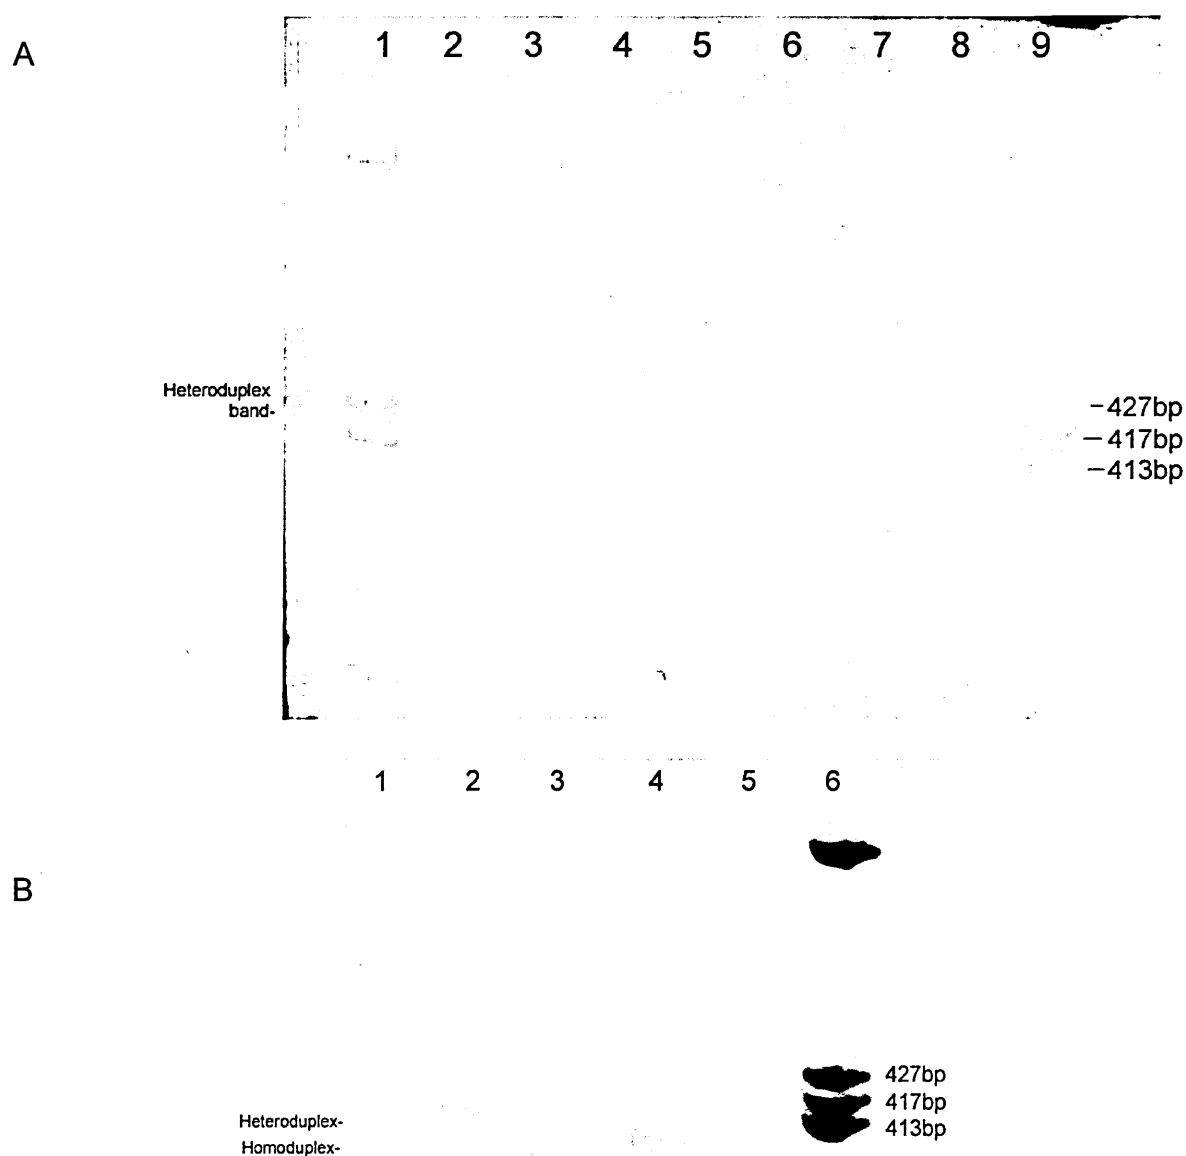 A
1 2 3 4 5 6 7 8 9
Heteroduplex
band-
-427bp
-417bp
-413bp
1 2 3 4 5 6
B
427bp
417bp
413bp
Heteroduplex-
Homoduplex-